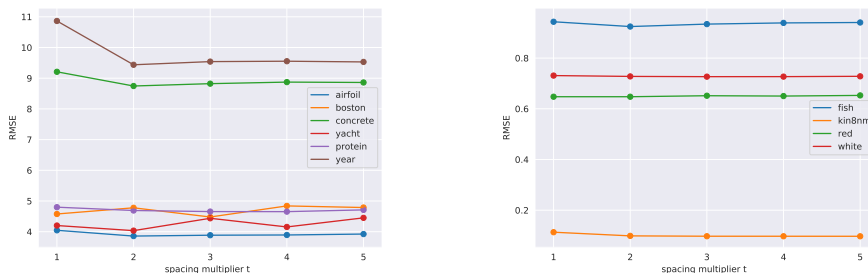 11
10
9
8
7
6
5
4
RMSE
1 2 3 4 5
spacing multiplier t
airfoil
boston
concrete
yacht
protein
year
0.8
0.6
0.4
0.2
RMSE
1 2 3 4 5
spacing multiplier t
fish
kin8nm
red
white